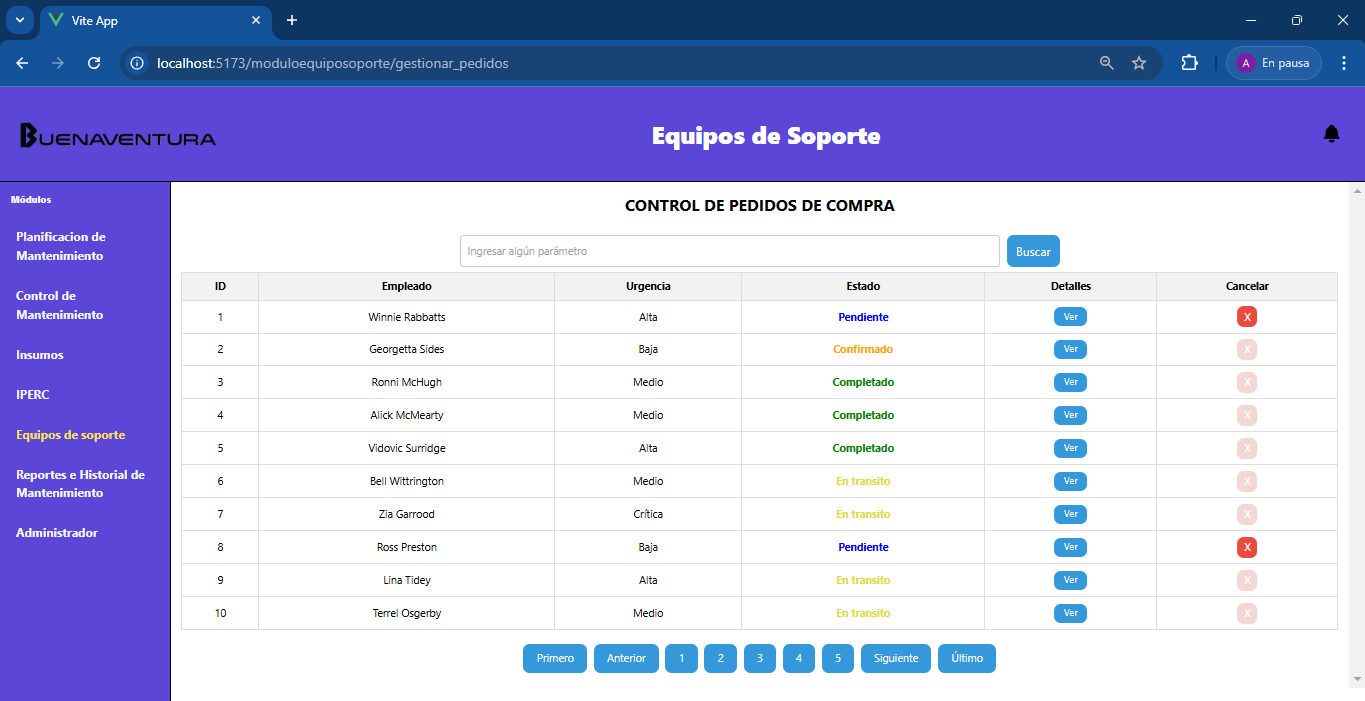 Vite App
localhost:5173/moduloequiposoporte/gestionar_pedidos
A En pausa
BUENAVENTURA
Equipos de Soporte
Módulos
Planificacion de
Mantenimiento
Control de
Mantenimiento
Insumos
IPERC
Equipos de soporte
Reportes e Historial de
Mantenimiento
Administrador
CONTROL DE PEDIDOS DE COMPRA
Ingresar algún parámetro Buscar
ID Empleado Urgencia Estado Detalles Cancelar
1 Winnie Rabbatts Alta Pendiente Ver X
2 Georgetta Sides Baja Confirmado Ver X
3 Ronni McHugh Medio Completado Ver X
4 Alick McMearty Medio Completado Ver X
5 Vidovic Surridge Alta Completado Ver X
6 Bell Wittrington Medio En transito Ver X
7 Zia Garrood Crítica En transito Ver X
8 Ross Preston Baja Pendiente Ver X
9 Lina Tidey Alta En transito Ver X
10 Terrel Osgerby Medio En transito Ver X
Primero Anterior 1 2 3 4 5 Siguiente Último